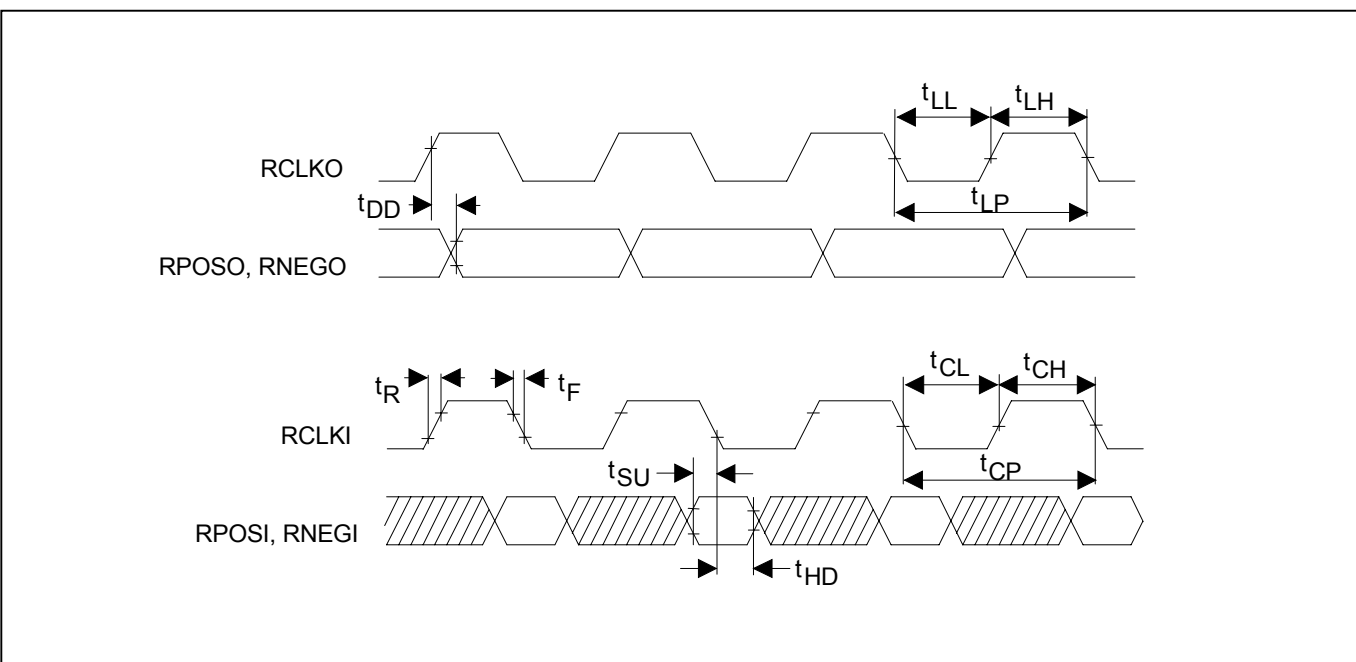 tLL
tLH
RCLKO
tLP
tDD
RPOSO, RNEGO
tCL
tCH
tR
tF
RCLKI
tCP
tSU
RPOSI, RNEGI
tHD